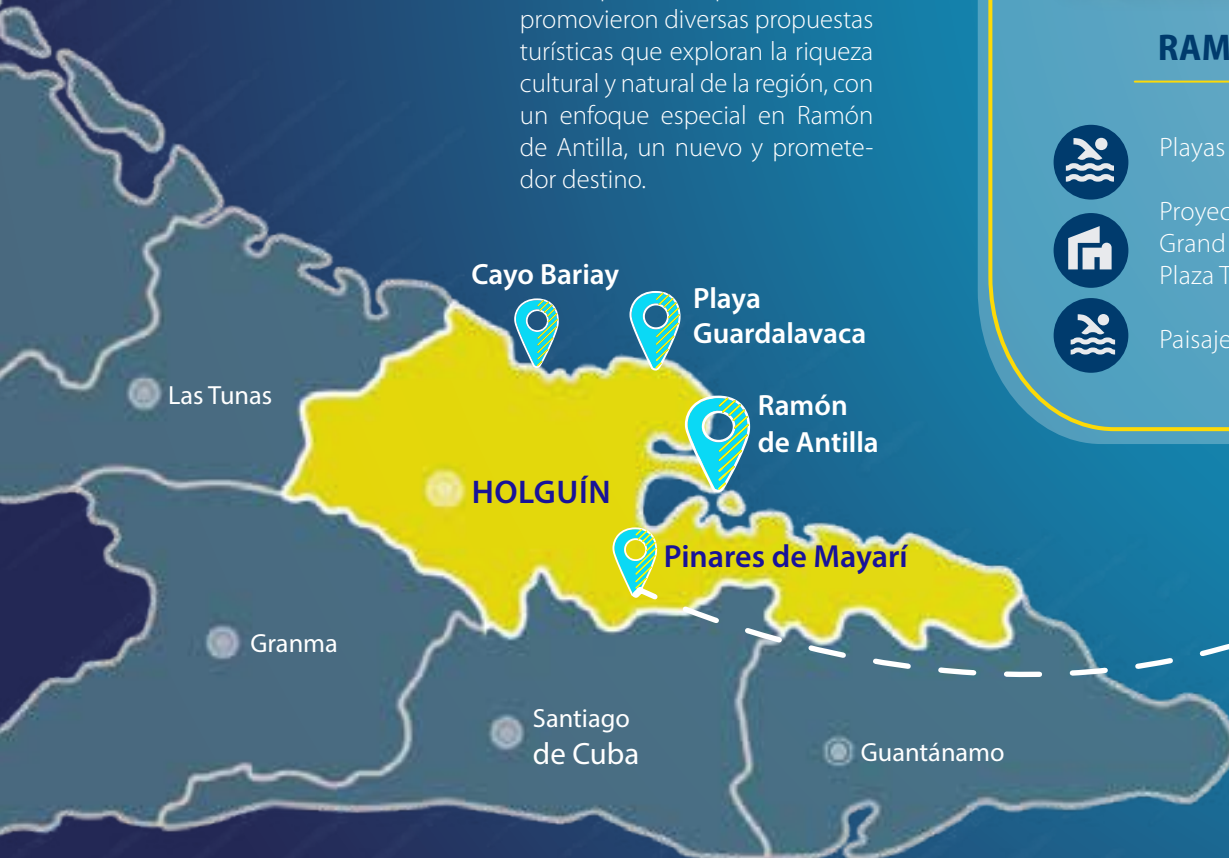 promovieron diversas propuestas
turísticas que exploran la riqueza
cultural y natural de la región, con
un enfoque especial en Ramón
de Antilla, un nuevo y promete-
dor destino.
RAM
Playas
Proyec
Grand
Plaza T
Paisaje
Cayo Bariay
Playa
Guardalavaca
Ramón
de Antilla
Las Tunas
HOLGUÍN
Pinares de Mayarí
Granma
Santiago
de Cuba
Guantánamo